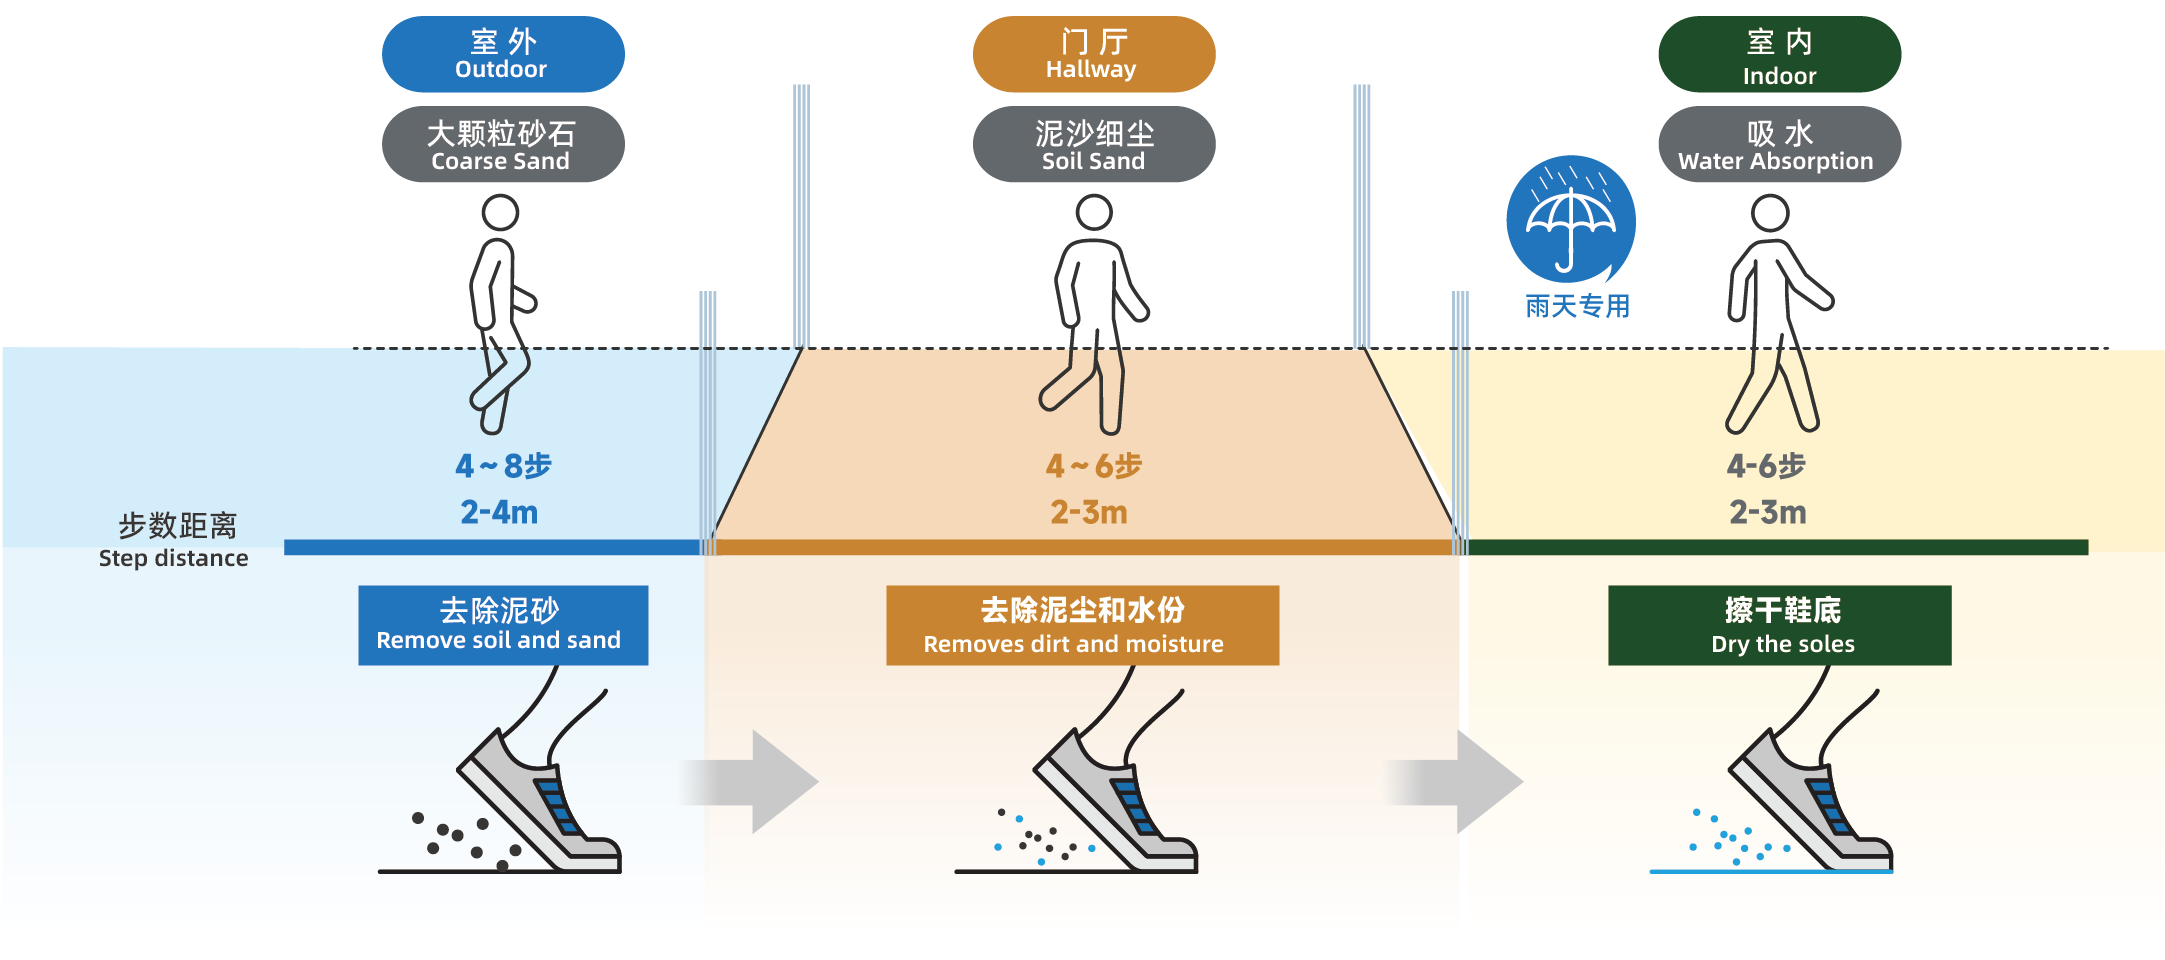 室外
Outdoor
大颗粒砂石
Coarse Sand
门厅
Hallway
泥沙细尘
Soil Sand
室内
Indoor
吸水
Water Absorption
雨天专用
4~8步
2-4m
4~6步
2-3m
4-6步
2-3m
步数距离
Step distance
去除泥砂
Remove soil and sand
去除泥尘和水份
Removes dirt and moisture
擦干鞋底
Dry the soles